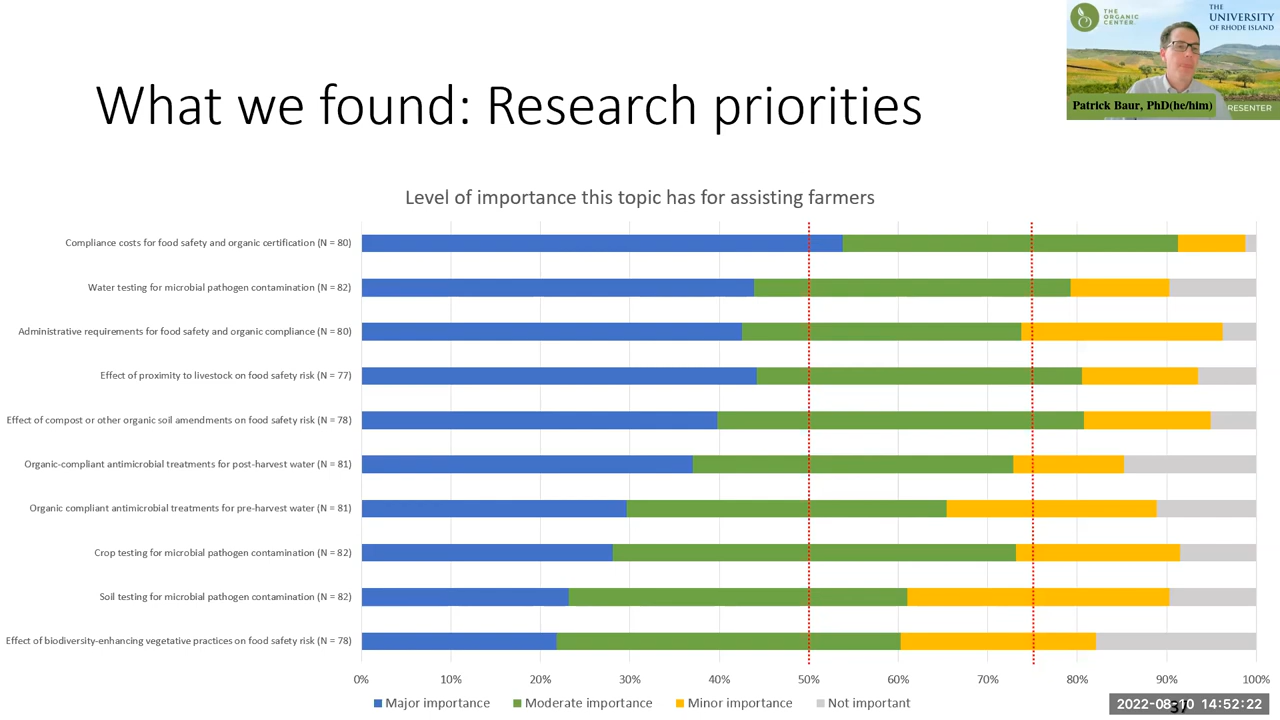 THE
ORGANIC
CENTER
THE
UNIVERSITY
OF RHODE ISLAND
Patrick Baur, PhD(he/him)
RESENTER
What we found: Research priorities
Level of importance this topic has for assisting farmers
Compliance costs for food safety and organic certification (N = 80)
Water testing for microbial pathogen contamination (N = 82)
Administrative requirements for food safety and organic compliance (N = 80)
Effect of proximity to livestock on food safety risk (N = 77)
Effect of compost or other organic soil amendments on food safety risk (N = 78)
Organic-compliant antimicrobial treatments for post-harvest water (N = 81)
Organic compliant antimicrobial treatments for pre-harvest water (N = 81)
Crop testing for microbial pathogen contamination (N = 82)
Soil testing for microbial pathogen contamination (N = 82)
Effect of biodiversity-enhancing vegetative practices on food safety risk (N = 78)
0% 10% 20% 30% 40% 50% 60% 70% 80% 90% 100%
Major importance Moderate importance Minor importance Not important
2022-08-10 14:52:22
37